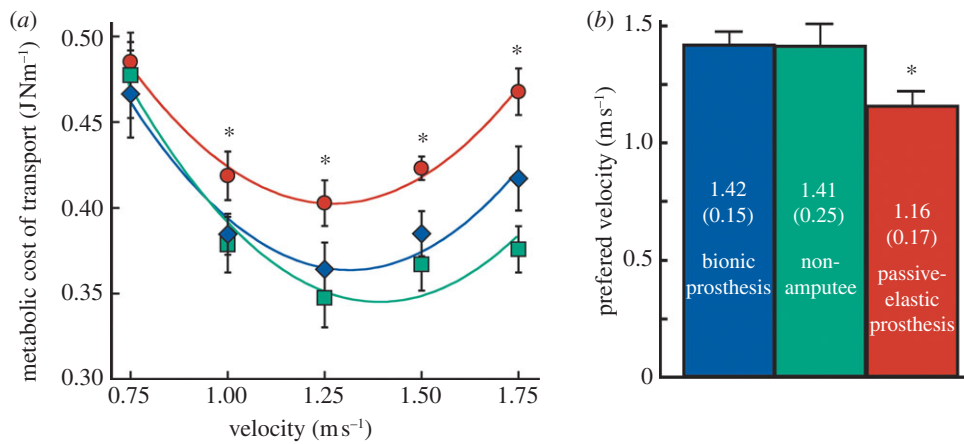 (a)
0.50
0.45
0.40
0.35
0.30
metabolic cost of transport (J Nm⁻¹)
* * * * *
0.75 1.00 1.25 1.50 1.75
velocity (m s⁻¹)
(b)
1.5
1.0
0.5
0
prefered velocity (m s⁻¹)
1.42
(0.15)
bionic
prosthesis
1.41
(0.25)
non-
amputee
*
1.16
(0.17)
passive-
elastic
prosthesis